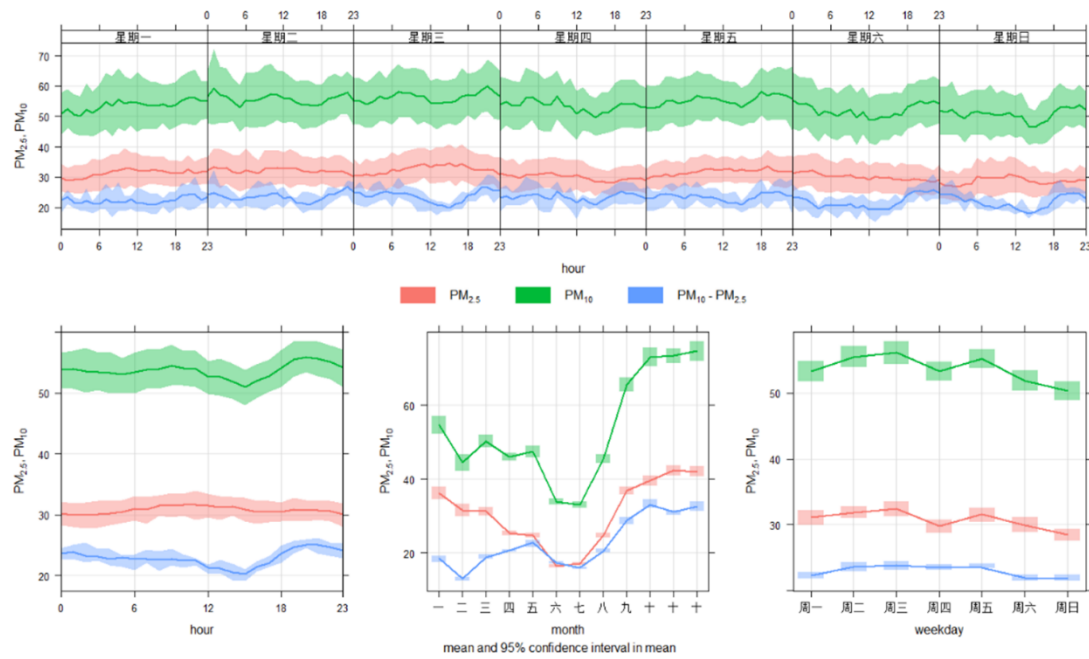 0 6 12 18 23 0 6 12 18 23 0 6 12 18 23
星期一 星期二 星期三 星期四 星期五 星期六 星期日
70
60
50
40
30
20
PM2.5, PM10
0 6 12 18 23 0 6 12 18 23 0 6 12 18 23 0 6 12 18 23
hour
PM2.5 PM10 PM10 - PM2.5
50
40
30
20
PM2.5, PM10
0 6 12 18 23
hour
60
40
20
PM2.5, PM10
一 二 三 四 五 六 七 八 九 十 十 十
month
50
30
PM2.5, PM10
周一 周二 周三 周四 周五 周六 周日
weekday
mean and 95% confidence interval in mean